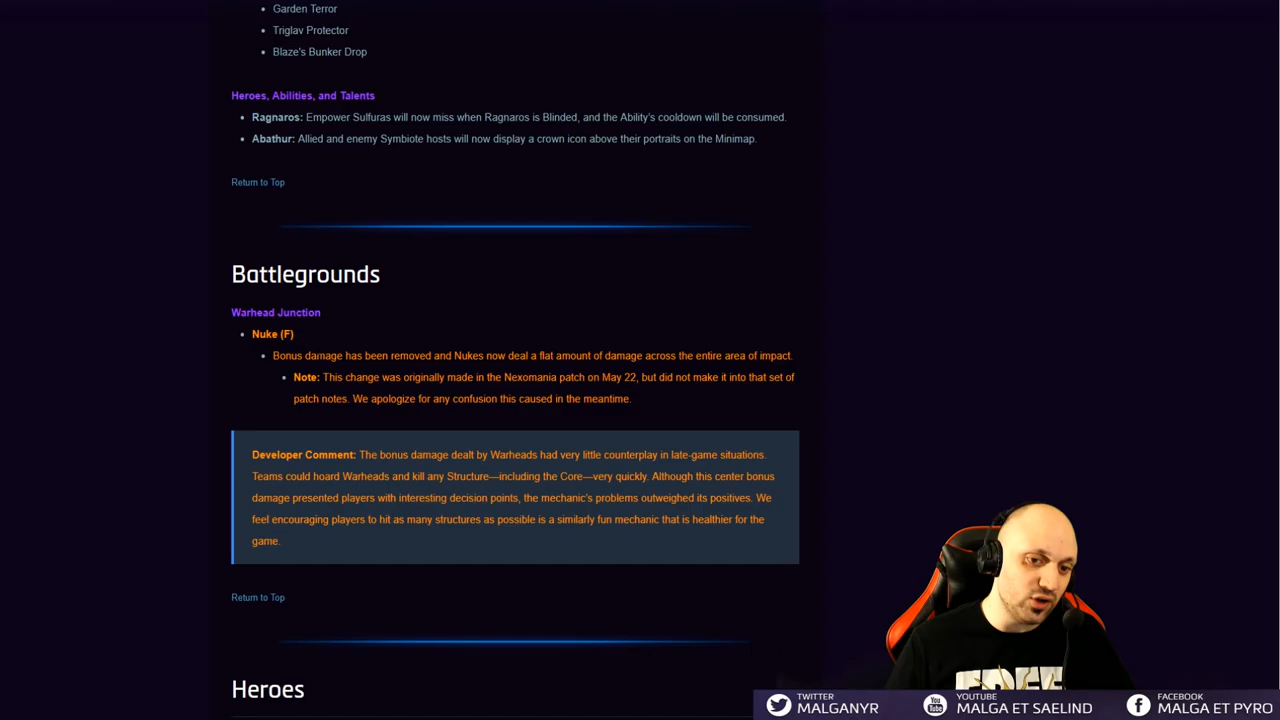 Garden Terror
Triglav Protector
Blaze's Bunker Drop
Heroes, Abilities, and Talents
Ragnaros: Empower Sulfuras will now miss when Ragnaros is Blinded, and the Ability's cooldown will be consumed.
Abathur: Allied and enemy Symbiote hosts will now display a crown icon above their portraits on the Minimap.
Return to Top
Battlegrounds
Warhead Junction
Nuke (F)
Bonus damage has been removed and Nukes now deal a flat amount of damage across the entire area of impact.
Note: This change was originally made in the Nexomania patch on May 22, but did not make it into that set of
patch notes. We apologize for any confusion this caused in the meantime.
Developer Comment: The bonus damage dealt by Warheads had very little counterplay in late-game situations.
Teams could hoard Warheads and kill any Structure—including the Core—very quickly. Although this center bonus
damage presented players with interesting decision points, the mechanic's problems outweighed its positives. We
feel encouraging players to hit as many structures as possible is a similarly fun mechanic that is healthier for the
game.
Return to Top
Heroes
TWITTER
MALGANYR
You Tube
YOUTUBE
MALGA ET SAELIND
FACEBOOK
MALGA ET PYRO